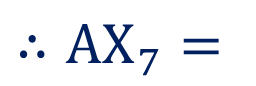 ∴ AX₇ =